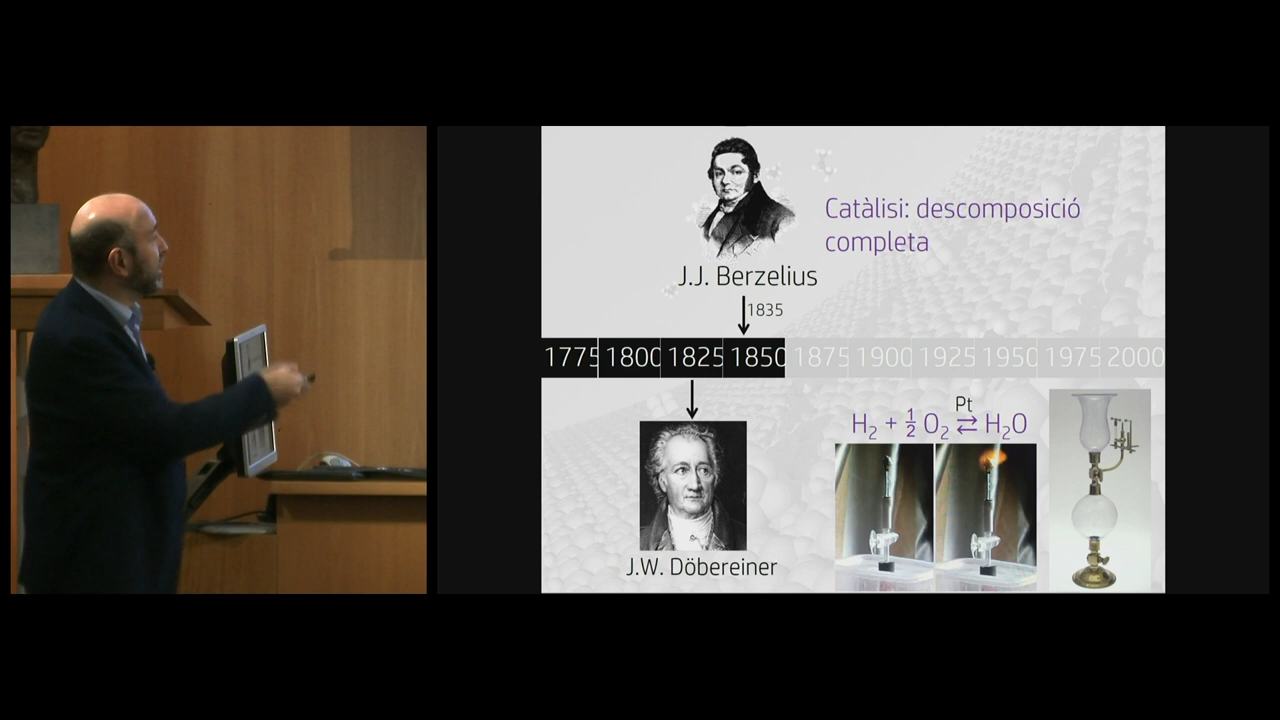 Catàlisi: descomposició
completa
J.J. Berzelius
1835
1775 1800 1825 1850 1875 1900 1925 1950 1975 2000
Pt
H₂ + ½ O₂ ⇄ H₂O
J.W. Döbereiner